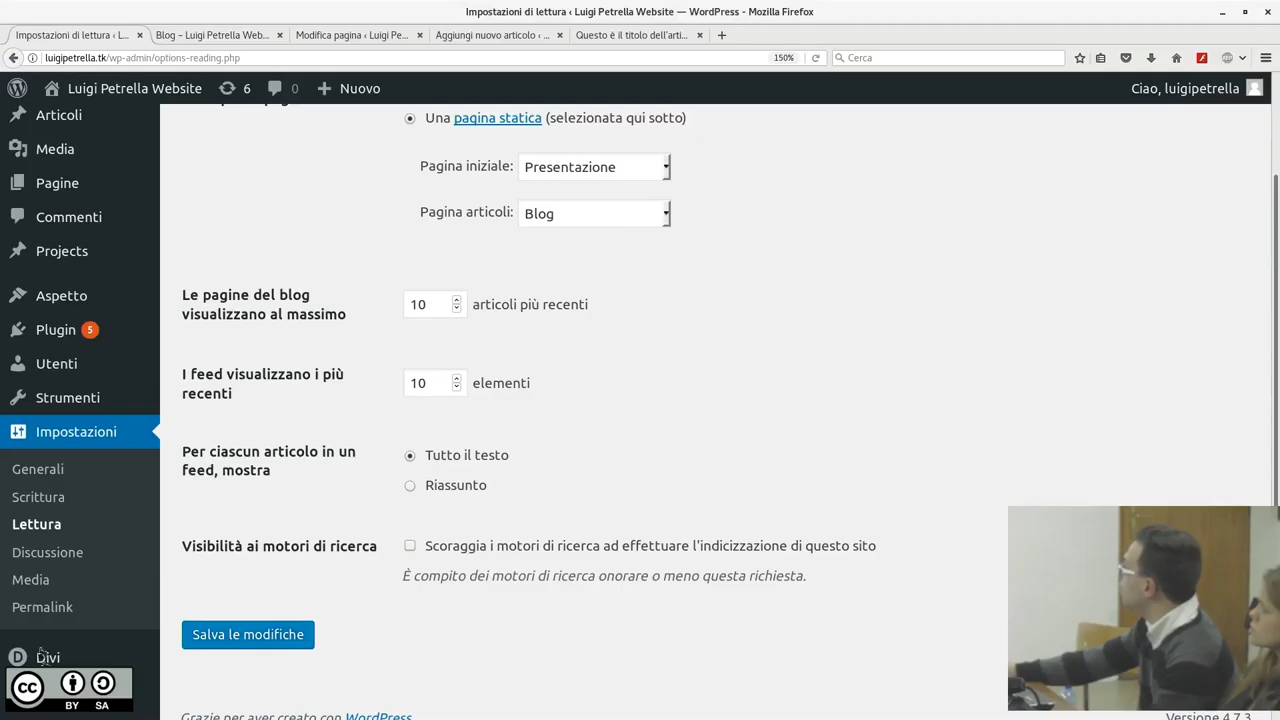 Impostazioni di lettura ‹ Luigi Petrella Website — WordPress - Mozilla Firefox
Impostazioni di lettura ‹ L... × Blog – Luigi Petrella Web... × Modifica pagina ‹ Luigi Pe... × Aggiungi nuovo articolo ‹ ... × Questo è il titolo dell'arti... ×
luigipetrella.tk/wp-admin/options-reading.php 150% Cerca
Luigi Petrella Website 6 0 Nuovo Ciao, luigipetrella
Articoli
Media
Pagine
Commenti
Projects
Aspetto
Plugin 5
Utenti
Strumenti
Impostazioni
Generali
Scrittura
Lettura
Discussione
Media
Permalink
Divi
CC BY SA
Una pagina statica (selezionata qui sotto)
Pagina iniziale: Presentazione
Pagina articoli: Blog
Le pagine del blog
visualizzano al massimo
10 articoli più recenti
I feed visualizzano i più
recenti
10 elementi
Per ciascun articolo in un
feed, mostra
Tutto il testo
Riassunto
Visibilità ai motori di ricerca
Scoraggia i motori di ricerca ad effettuare l'indicizzazione di questo sito
È compito dei motori di ricerca onorare o meno questa richiesta.
Salva le modifiche
Grazie per aver creato con WordPress
Versione 4.7.3